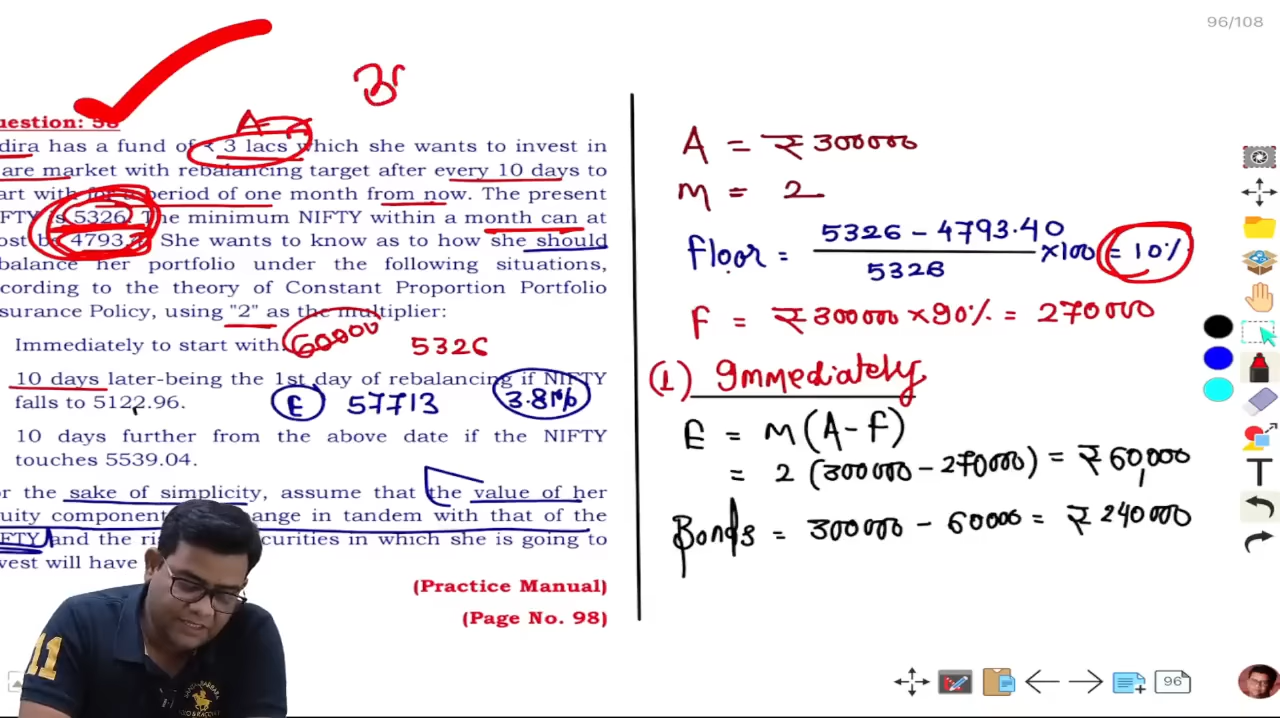 96/108
uestion: 58
dira has a fund of ₹ 3 lacs which she wants to invest in
are market with rebalancing target after every 10 days to
art with for a period of one month from now. The present
FTY is 5326. The minimum NIFTY within a month can at
ost be 4793.4. She wants to know as to how she should
balance her portfolio under the following situations,
cording to the theory of Constant Proportion Portfolio
surance Policy, using "2" as the multiplier:
Immediately to start with. 60000 5326
10 days later-being the 1st day of rebalancing if NIFTY
falls to 5122.96. E 57713 3.81%
10 days further from the above date if the NIFTY
touches 5539.04.
or the sake of simplicity, assume that the value of her
uity component ange in tandem with that of the
FTY and the ri curities in which she is going to
vest will have
(Practice Manual)
(Page No. 98)
A = ₹300000
m = 2
Floor = 5326 - 4793.40 / 5326 ×100 = 10%
F = ₹300000 × 90% = 270000
(1) Immediately
E = m(A-F)
= 2 (300000 - 270000) = ₹60,000
Bonds = 300000 - 60000 = ₹240000
11
T
96